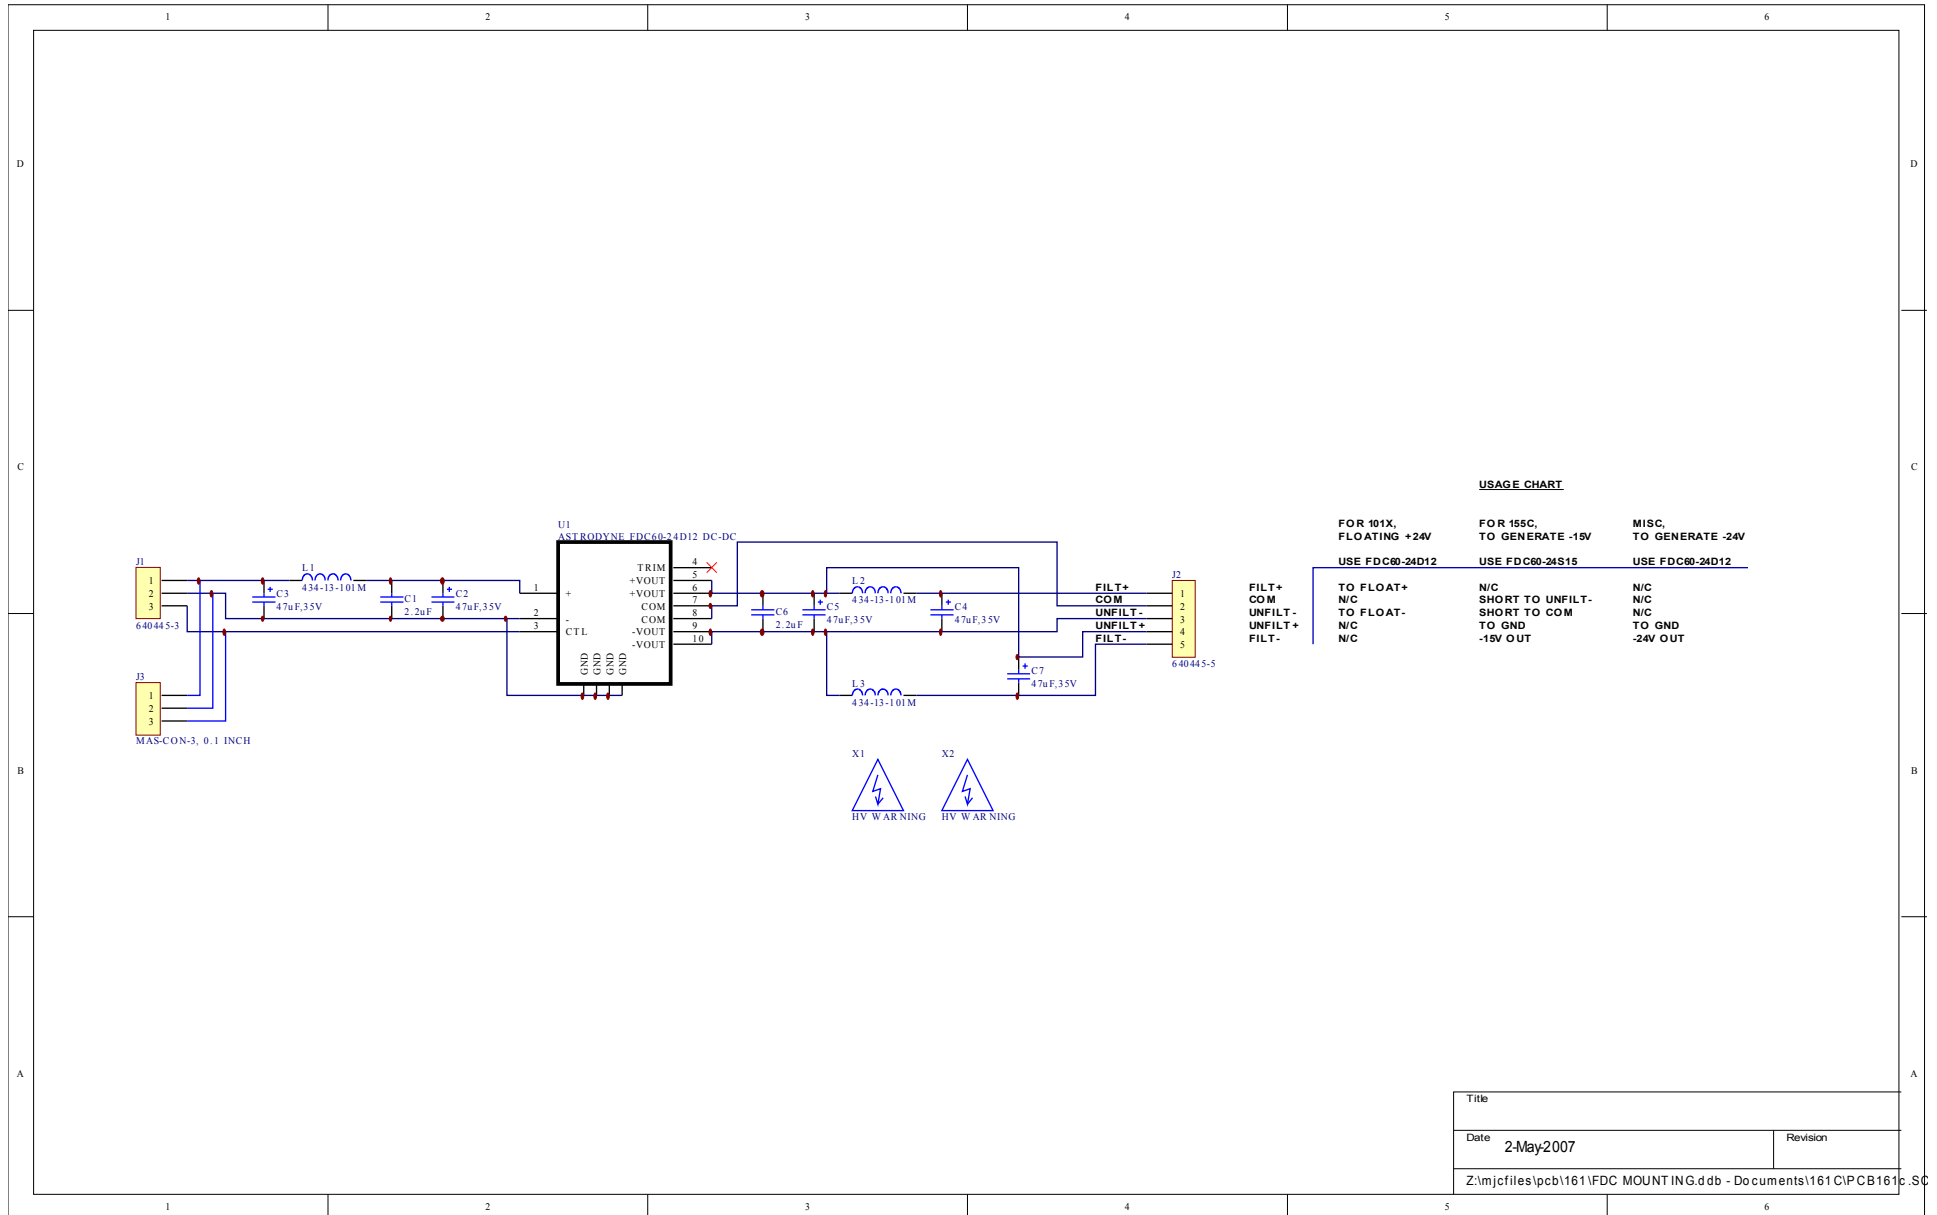 1 2 3 4 5 6
D D
C C
B B
A A
USAGE CHART
FOR 101X, FOR 155C, MISC,
FLOATING +24V TO GENERATE -15V TO GENERATE -24V
USE FDC60-24D12 USE FDC60-24S15 USE FDC60-24D12
FILT+ TO FLOAT+ N/C N/C
COM N/C SHORT TO UNFILT- N/C
UNFILT- TO FLOAT- SHORT TO COM N/C
UNFILT+ N/C TO GND TO GND
FILT- N/C -15V OUT -24V OUT
J1
1
2
3
640445-3
J3
1
2
3
MAS-CON-3, 0.1 INCH
C3
47uF,35V
L1
434-13-101M
C1
2.2uF
C2
47uF,35V
U1
ASTRODYNE FDC60-24D12 DC-DC
1 +
2 -
3 CTL
TRIM 4
+VOUT 5
+VOUT 6
COM 7
COM 8
-VOUT 9
-VOUT 10
GND GND GND GND
C6
2.2uF
C5
47uF,35V
L2
434-13-101M
C4
47uF,35V
L3
434-13-101M
C7
47uF,35V
FILT+
COM
UNFILT-
UNFILT+
FILT-
J2
1
2
3
4
5
640445-5
X1
HV WARNING
X2
HV WARNING
Title
Date 2-May-2007 Revision
Z:\mjcfiles\pcb\161\FDC MOUNTING.ddb - Documents\161C\PCB161c.SC
1 2 3 4 5 6